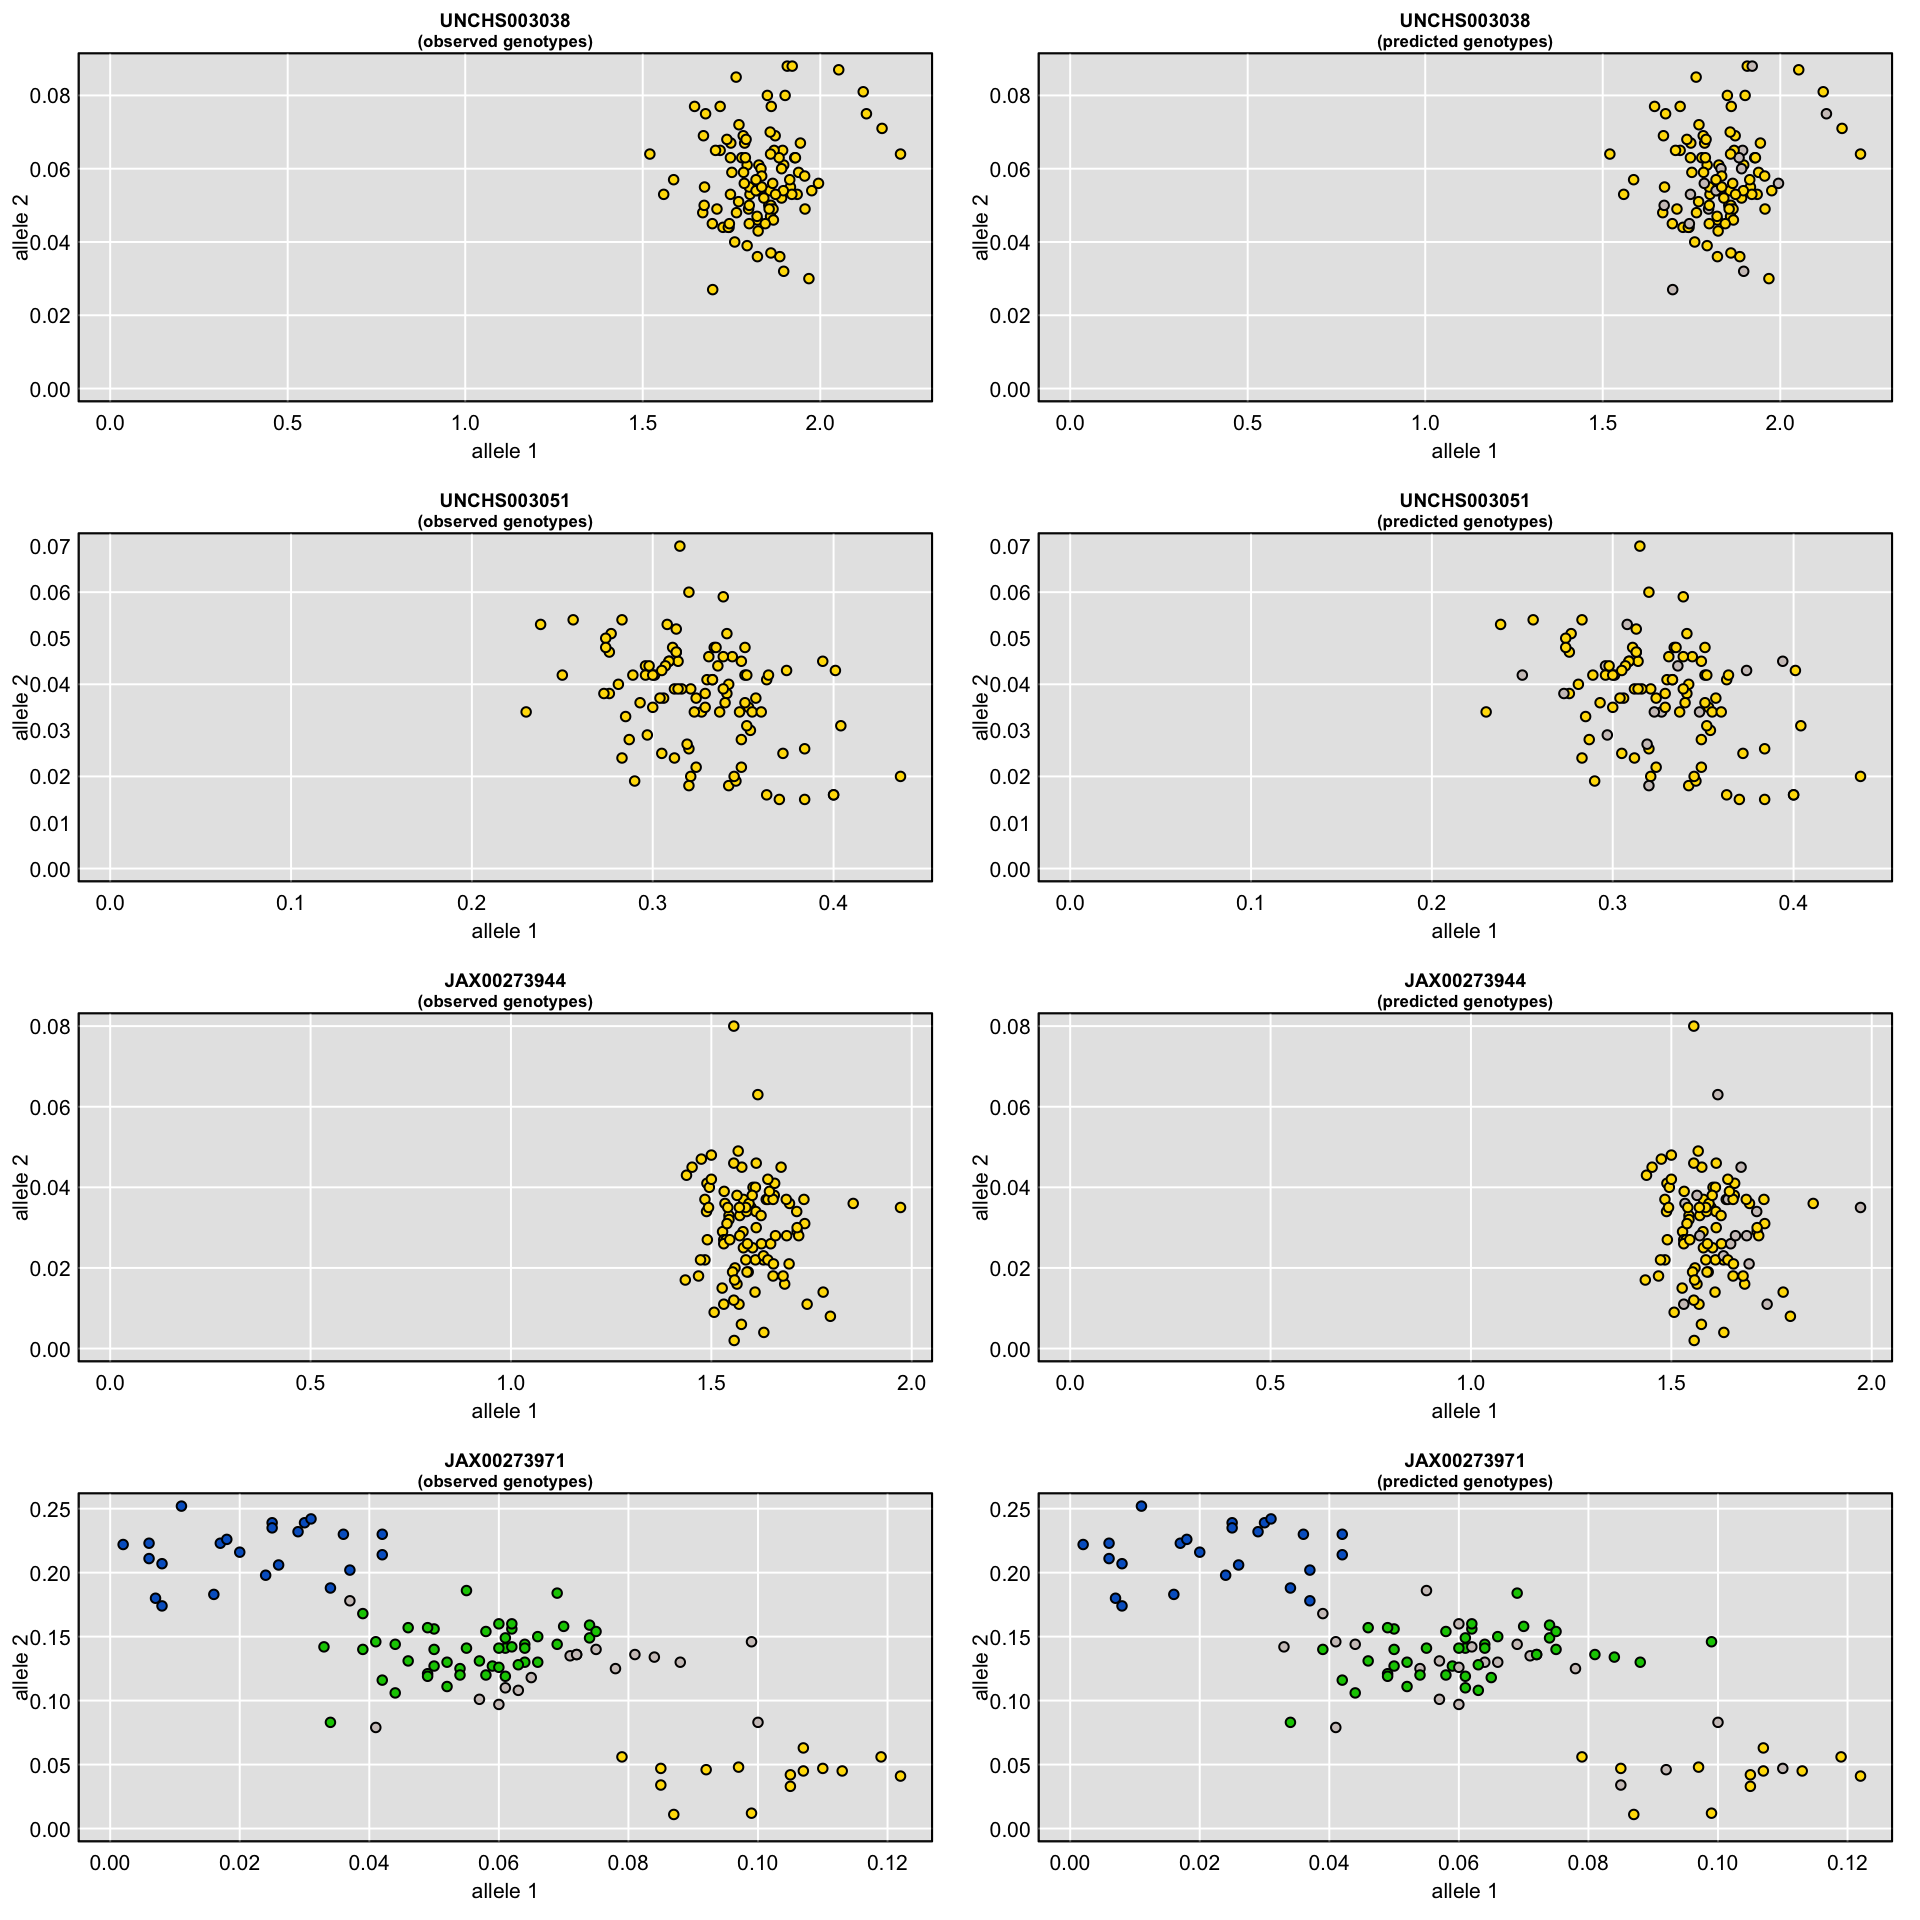 UNCHS003038
(observed genotypes)
allele 2
0.08
0.06
0.04
0.02
0.00
0.0 0.5 1.0 1.5 2.0
allele 1
UNCHS003038
(predicted genotypes)
allele 2
0.08
0.06
0.04
0.02
0.00
0.0 0.5 1.0 1.5 2.0
allele 1
UNCHS003051
(observed genotypes)
allele 2
0.07
0.06
0.05
0.04
0.03
0.02
0.01
0.00
0.0 0.1 0.2 0.3 0.4
allele 1
UNCHS003051
(predicted genotypes)
allele 2
0.07
0.06
0.05
0.04
0.03
0.02
0.01
0.00
0.0 0.1 0.2 0.3 0.4
allele 1
JAX00273944
(observed genotypes)
allele 2
0.08
0.06
0.04
0.02
0.00
0.0 0.5 1.0 1.5 2.0
allele 1
JAX00273944
(predicted genotypes)
allele 2
0.08
0.06
0.04
0.02
0.00
0.0 0.5 1.0 1.5 2.0
allele 1
JAX00273971
(observed genotypes)
allele 2
0.25
0.20
0.15
0.10
0.05
0.00
0.00 0.02 0.04 0.06 0.08 0.10 0.12
allele 1
JAX00273971
(predicted genotypes)
allele 2
0.25
0.20
0.15
0.10
0.05
0.00
0.00 0.02 0.04 0.06 0.08 0.10 0.12
allele 1